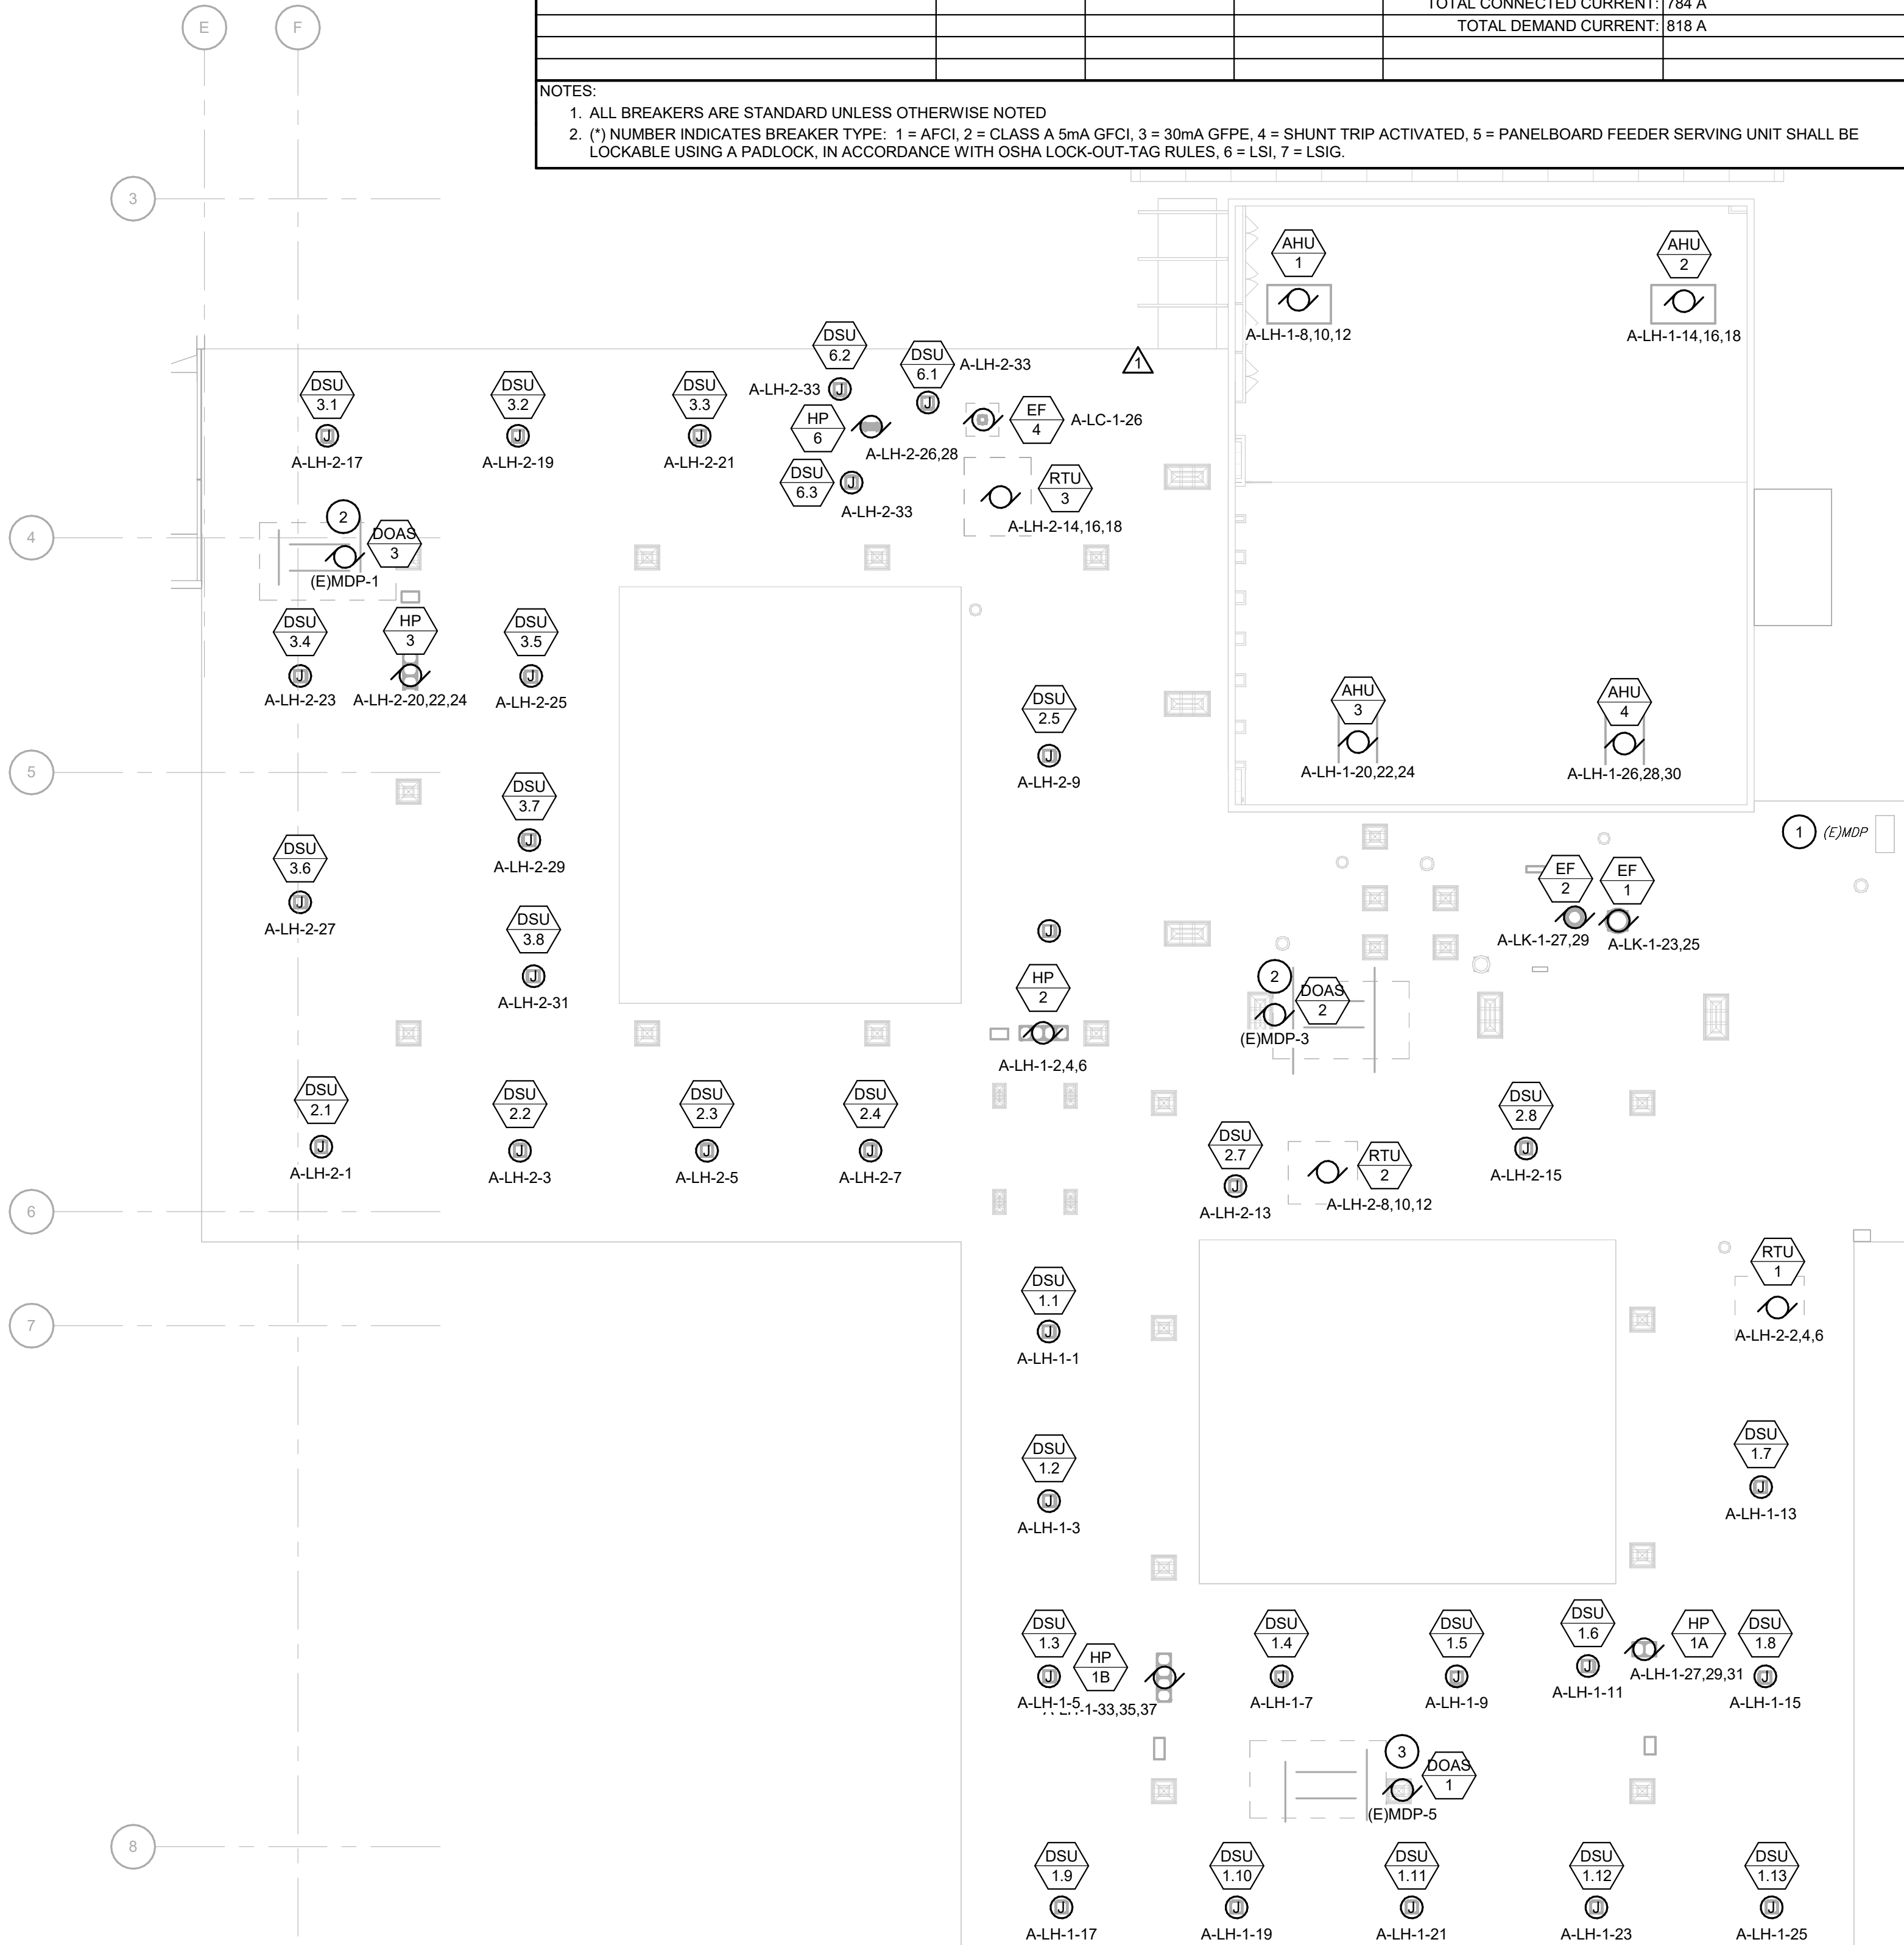 TOTAL CONNECTED CURRENT: 784 A
TOTAL DEMAND CURRENT: 818 A
NOTES:
1. ALL BREAKERS ARE STANDARD UNLESS OTHERWISE NOTED
2. (*) NUMBER INDICATES BREAKER TYPE: 1 = AFCI, 2 = CLASS A 5mA GFCI, 3 = 30mA GFPE, 4 = SHUNT TRIP ACTIVATED, 5 = PANELBOARD FEEDER SERVING UNIT SHALL BE
LOCKABLE USING A PADLOCK, IN ACCORDANCE WITH OSHA LOCK-OUT-TAG RULES, 6 = LSI, 7 = LSIG.
E
F
3
4
5
6
7
8
AHU
1
A-LH-1-8,10,12
AHU
2
A-LH-1-14,16,18
DSU
3.1
J
A-LH-2-17
DSU
3.2
J
A-LH-2-19
DSU
3.3
J
A-LH-2-21
DSU
6.2
A-LH-2-33
J
DSU
6.1
A-LH-2-33
J
1
HP
6
A-LH-2-26,28
EF
4
A-LC-1-26
DSU
6.3
J
A-LH-2-33
RTU
3
A-LH-2-14,16,18
2
DOAS
3
(E)MDP-1
DSU
3.4
J
A-LH-2-23
HP
3
A-LH-2-20,22,24
DSU
3.5
J
A-LH-2-25
DSU
2.5
J
A-LH-2-9
AHU
3
A-LH-1-20,22,24
AHU
4
A-LH-1-26,28,30
DSU
3.7
J
A-LH-2-29
1
(E)MDP
DSU
3.6
J
A-LH-2-27
EF
2
A-LK-1-27,29
EF
1
A-LK-1-23,25
DSU
3.8
J
A-LH-2-31
J
HP
2
A-LH-1-2,4,6
2
DOAS
2
(E)MDP-3
DSU
2.1
J
A-LH-2-1
DSU
2.2
J
A-LH-2-3
DSU
2.3
J
A-LH-2-5
DSU
2.4
J
A-LH-2-7
DSU
2.7
J
A-LH-2-13
RTU
2
A-LH-2-8,10,12
DSU
2.8
J
A-LH-2-15
DSU
1.1
J
A-LH-1-1
RTU
1
A-LH-2-2,4,6
DSU
1.2
J
A-LH-1-3
DSU
1.7
J
A-LH-1-13
DSU
1.3
J
A-LH-1-5
HP
1B
-1-33,35,37
DSU
1.4
J
A-LH-1-7
DSU
1.5
J
A-LH-1-9
DSU
1.6
J
A-LH-1-11
HP
1A
A-LH-1-27,29,31
DSU
1.8
J
A-LH-1-15
3
DOAS
1
(E)MDP-5
DSU
1.9
J
A-LH-1-17
DSU
1.10
J
A-LH-1-19
DSU
1.11
J
A-LH-1-21
DSU
1.12
J
A-LH-1-23
DSU
1.13
J
A-LH-1-25